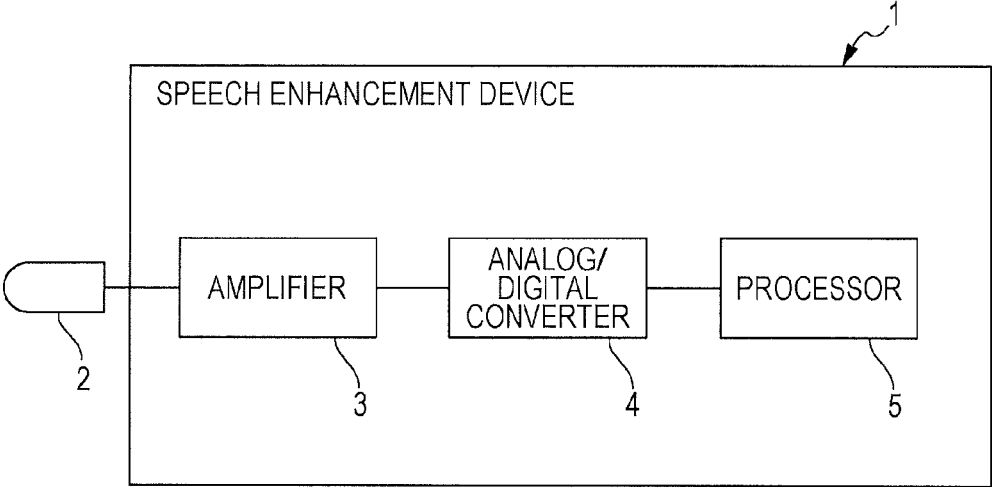 1
SPEECH ENHANCEMENT DEVICE
AMPLIFIER
ANALOG/
DIGITAL
CONVERTER
PROCESSOR
2
3
4
5